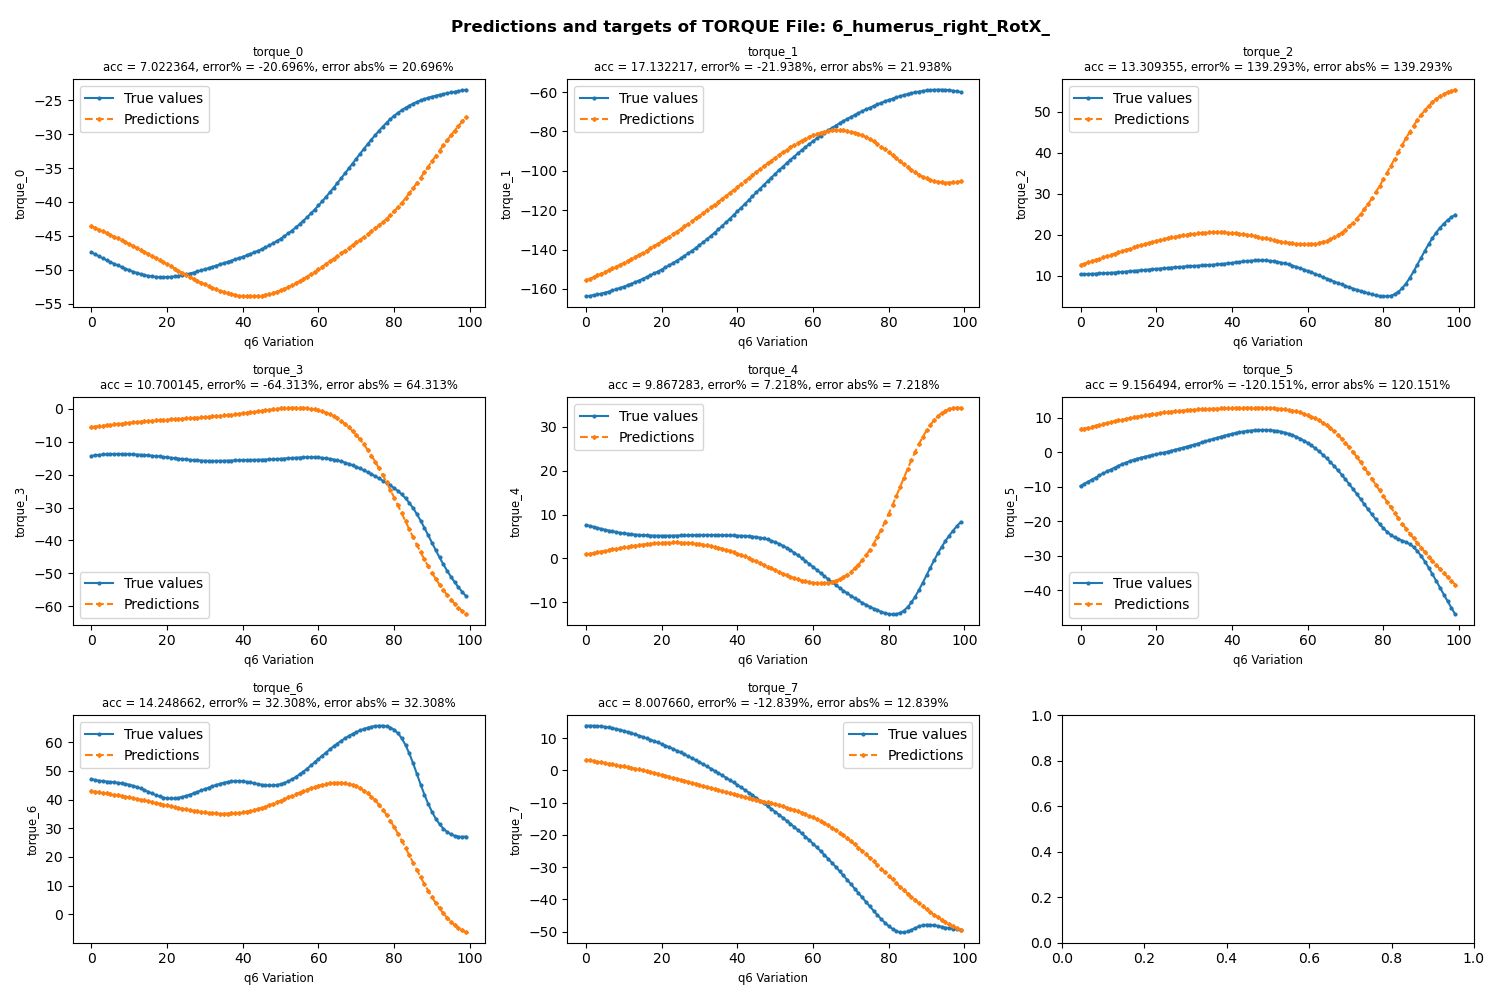 Predictions and targets of TORQUE File: 6_humerus_right_RotX_
torque_0
acc = 7.022364, error% = -20.696%, error abs% = 20.696%
True values
Predictions
torque_0
−25
−30
−35
−40
−45
−50
−55
0 20 40 60 80 100
q6 Variation
torque_1
acc = 17.132217, error% = -21.938%, error abs% = 21.938%
True values
Predictions
torque_1
−60
−80
−100
−120
−140
−160
0 20 40 60 80 100
q6 Variation
torque_2
acc = 13.309355, error% = 139.293%, error abs% = 139.293%
True values
Predictions
torque_2
50
40
30
20
10
0 20 40 60 80 100
q6 Variation
torque_3
acc = 10.700145, error% = -64.313%, error abs% = 64.313%
True values
Predictions
torque_3
0
−10
−20
−30
−40
−50
−60
0 20 40 60 80 100
q6 Variation
torque_4
acc = 9.867283, error% = 7.218%, error abs% = 7.218%
True values
Predictions
torque_4
30
20
10
0
−10
0 20 40 60 80 100
q6 Variation
torque_5
acc = 9.156494, error% = -120.151%, error abs% = 120.151%
True values
Predictions
torque_5
10
0
−10
−20
−30
−40
0 20 40 60 80 100
q6 Variation
torque_6
acc = 14.248662, error% = 32.308%, error abs% = 32.308%
True values
Predictions
torque_6
60
50
40
30
20
10
0
0 20 40 60 80 100
q6 Variation
torque_7
acc = 8.007660, error% = -12.839%, error abs% = 12.839%
True values
Predictions
torque_7
10
0
−10
−20
−30
−40
−50
0 20 40 60 80 100
q6 Variation
1.0
0.8
0.6
0.4
0.2
0.0
0.0 0.2 0.4 0.6 0.8 1.0